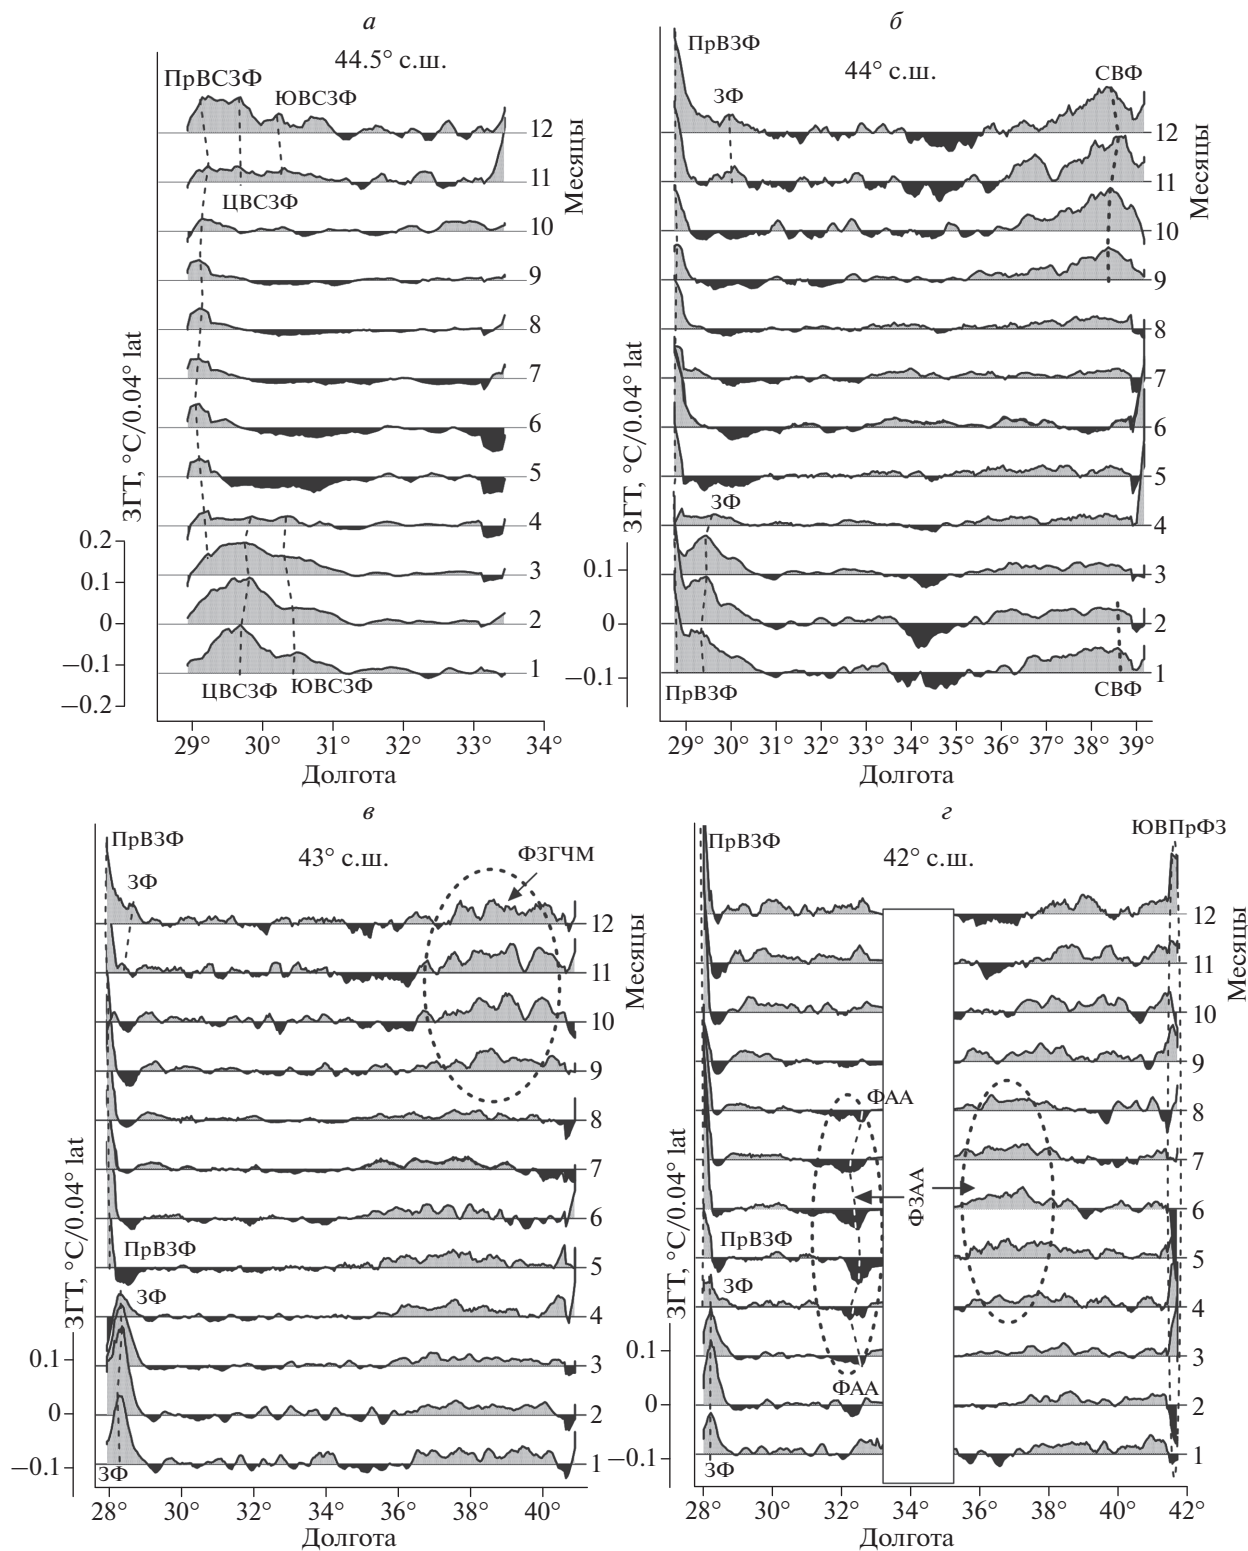 а
44.5° с.ш.
ПрВСЗФ
ЮВСЗФ
ЦВСЗФ
12
11
10
9
8
7
6
5
4
3
2
1
Месяцы
ЗГТ, °C/0.04° lat
0.2
0.1
0
−0.1
−0.2
ЦВСЗФ
ЮВСЗФ
29° 30° 31° 32° 33° 34°
Долгота
б
44° с.ш.
ПрВЗФ
ЗФ
СВФ
12
11
10
9
8
7
6
5
4
3
2
1
Месяцы
ЗГТ, °C/0.04° lat
ЗФ
0.1
0
−0.1
ПрВЗФ
СВФ
29° 30° 31° 32° 33° 34° 35° 36° 37° 38° 39°
Долгота
в
43° с.ш.
ПрВЗФ
ЗФ
ФЗГЧМ
12
11
10
9
8
7
6
5
4
3
2
1
Месяцы
ЗГТ, °C/0.04° lat
ПрВЗФ
ЗФ
0.1
0
−0.1
ЗФ
28° 30° 32° 34° 36° 38° 40°
Долгота
г
42° с.ш.
ПрВЗФ
ЮВПрФЗ
12
11
10
9
8
7
6
5
4
3
2
1
Месяцы
ЗГТ, °C/0.04° lat
ФАА
ФЗАА
ПрВЗФ
ЗФ
ФАА
0.1
0
−0.1
ЗФ
28° 30° 32° 34° 36° 38° 40° 42°
Долгота